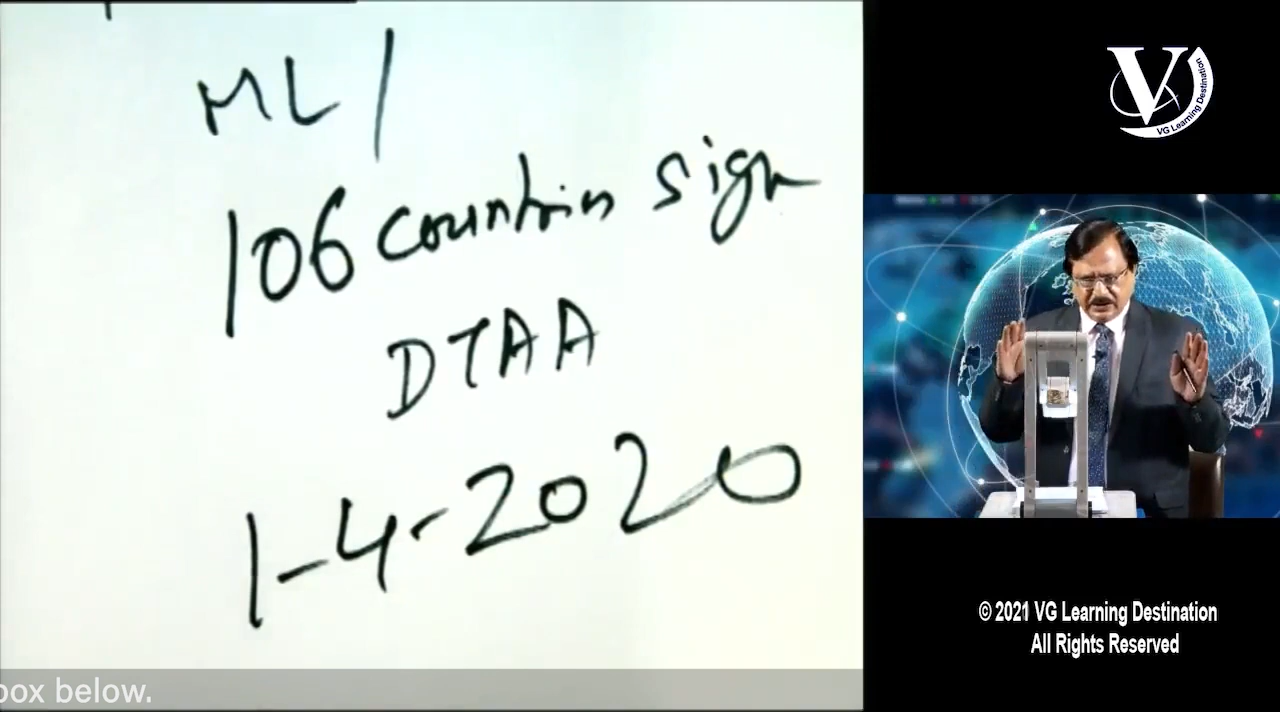 ML/
106 countries sign
DTAA
1-4-2020
box below.
V
VG Learning Destination
© 2021 VG Learning Destination
All Rights Reserved